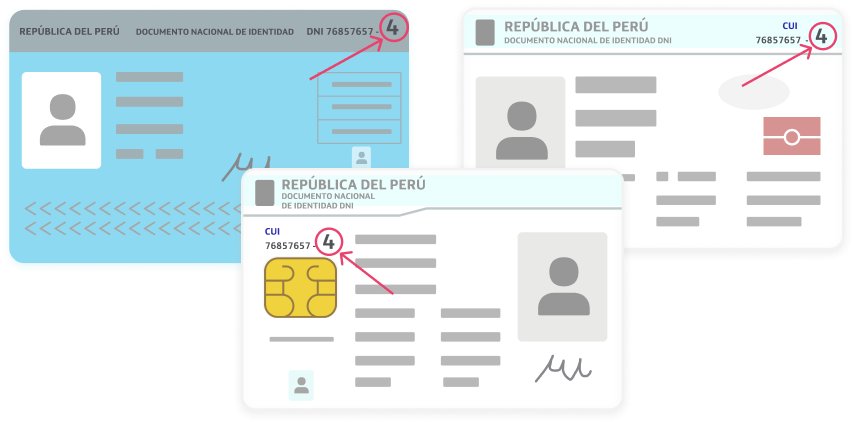 REPÚBLICA DEL PERÚ DOCUMENTO NACIONAL DE IDENTIDAD DNI 76857657 - 4
REPÚBLICA DEL PERÚ
DOCUMENTO NACIONAL DE IDENTIDAD DNI
CUI
76857657 - 4
REPÚBLICA DEL PERÚ
DOCUMENTO NACIONAL
DE IDENTIDAD DNI
CUI
76857657 - 4